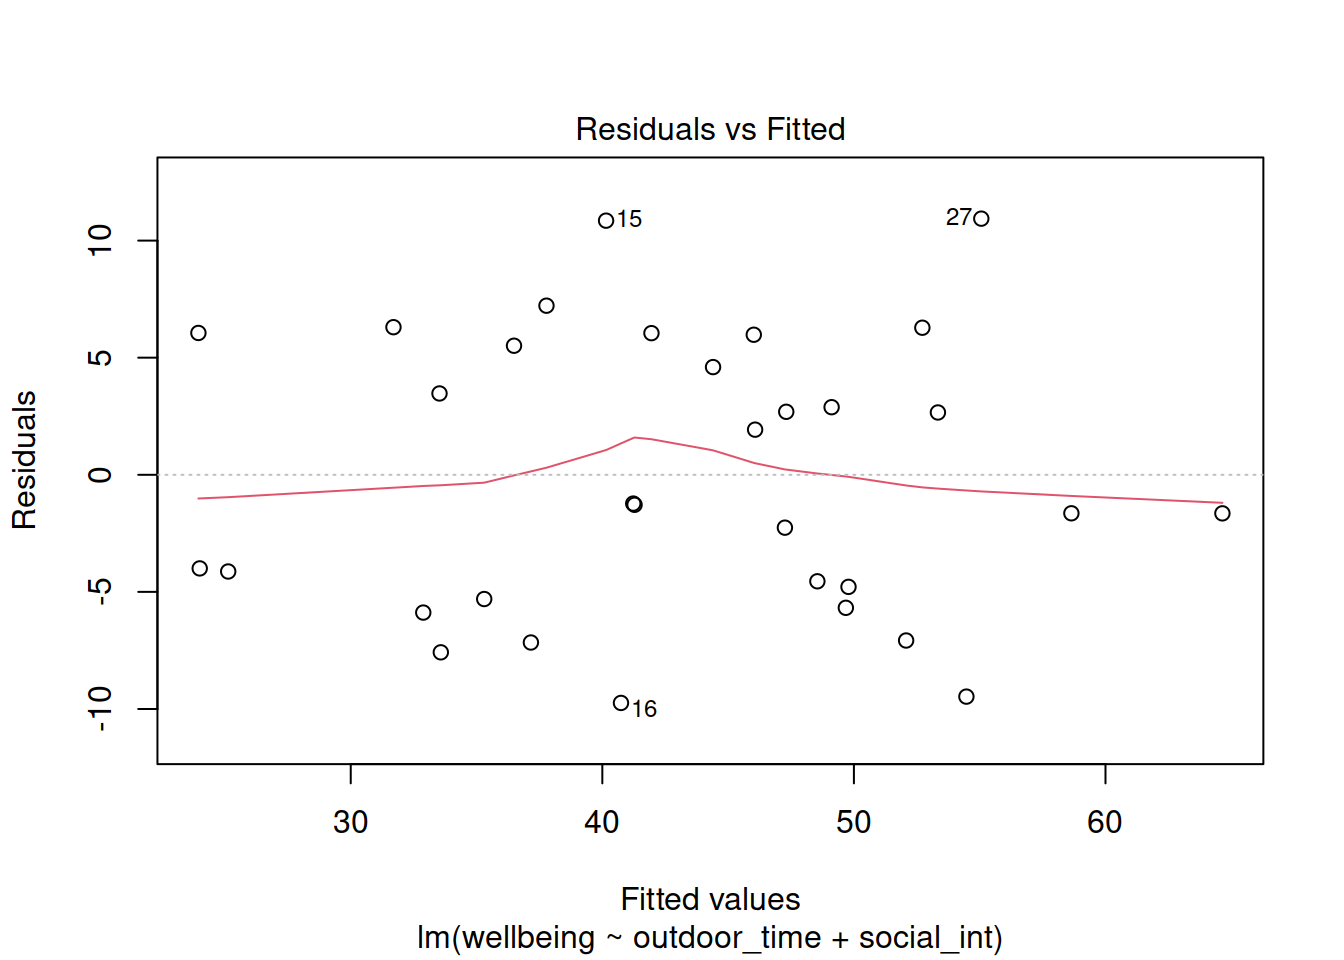 Residuals vs Fitted
15
27
16
10
5
0
-5
-10
Residuals
30 40 50 60
Fitted values
lm(wellbeing ~ outdoor_time + social_int)